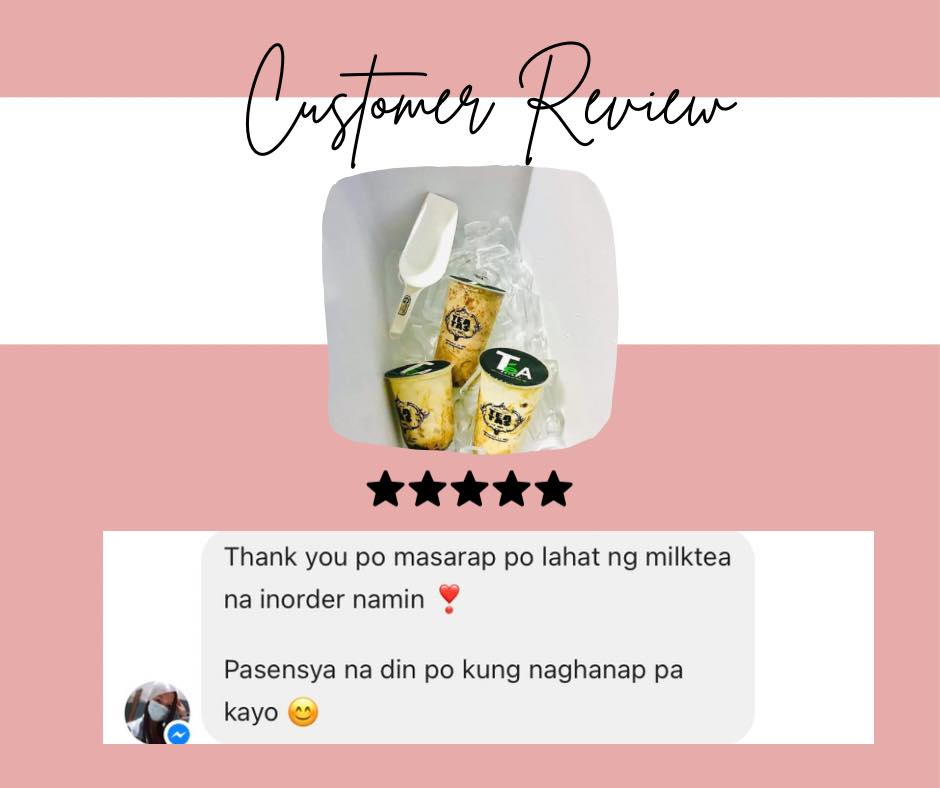 Customer Review
TEA
Thank you po masarap po lahat ng milktea
na inorder namin ❣️
Pasensya na din po kung naghanap pa
kayo 😊